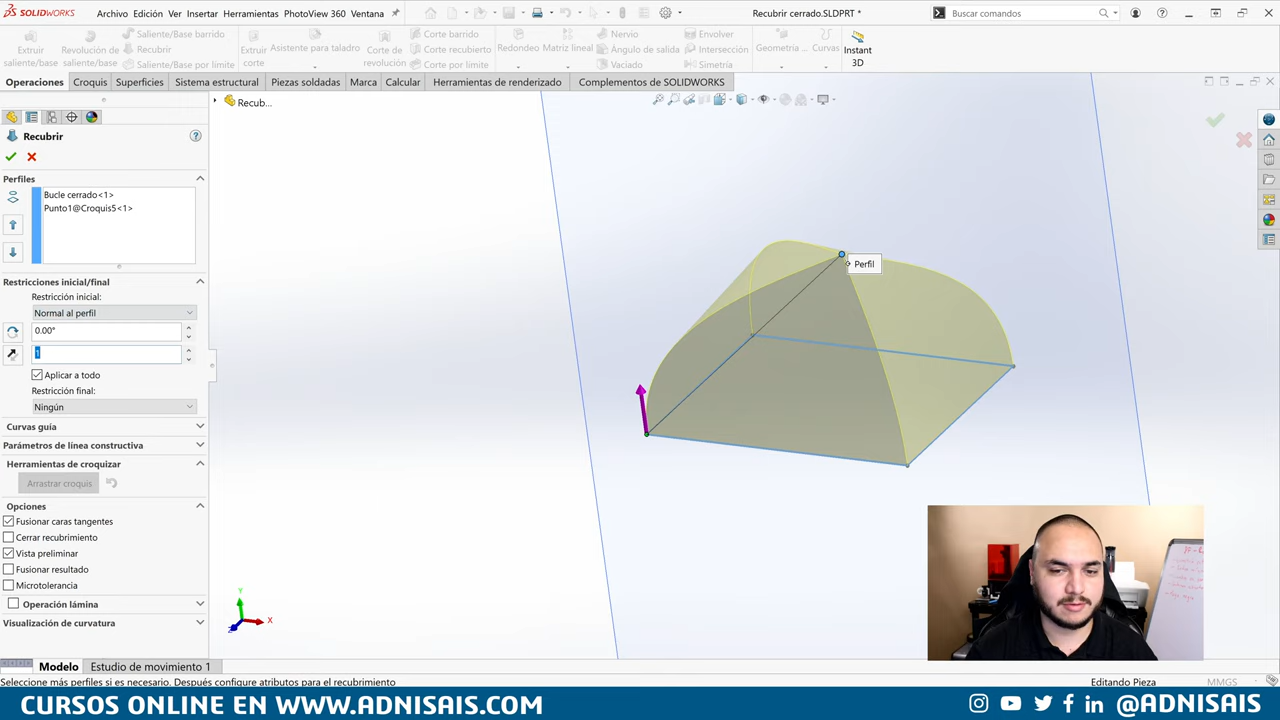 SOLIDWORKS
Archivo Edición Ver Insertar Herramientas PhotoView 360 Ventana
Recubrir cerrado.SLDPRT *
Buscar comandos
Extruir saliente/base
Revolución de saliente/base
Saliente/Base barrido
Recubrir
Saliente/Base por límite
Extruir corte
Asistente para taladro
Corte de revolución
Corte barrido
Corte recubierto
Corte por límite
Redondeo
Matriz lineal
Nervio
Ángulo de salida
Vaciado
Envolver
Intersección
Simetría
Geometría ...
Curvas
Instant 3D
Operaciones Croquis Superficies Sistema estructural Piezas soldadas Marca Calcular Herramientas de renderizado Complementos de SOLIDWORKS
Recub...
Recubrir
Perfiles
Bucle cerrado<1>
Punto1@Croquis5<1>
Restricciones inicial/final
Restricción inicial:
Normal al perfil
0.00°
1
Aplicar a todo
Restricción final:
Ningún
Curvas guía
Parámetros de línea constructiva
Herramientas de croquizar
Arrastrar croquis
Opciones
Fusionar caras tangentes
Cerrar recubrimiento
Vista preliminar
Fusionar resultado
Microtolerancia
Operación lámina
Visualización de curvatura
Perfil
Y
X
Z
Modelo Estudio de movimiento 1
Seleccione más perfiles si es necesario. Después configure atributos para el recubrimiento
Editando Pieza
MMGS
CURSOS ONLINE EN WWW.ADNISAIS.COM
@ADNISAIS